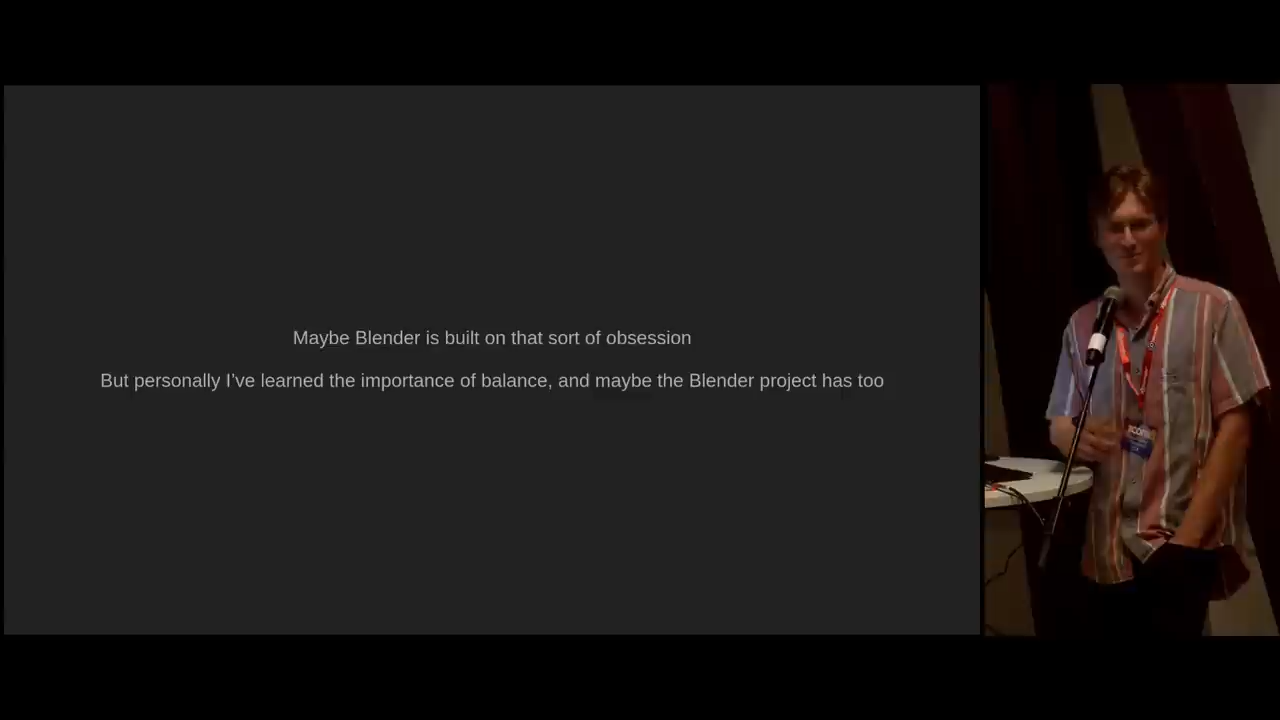 Maybe Blender is built on that sort of obsession
But personally I've learned the importance of balance, and maybe the Blender project has too